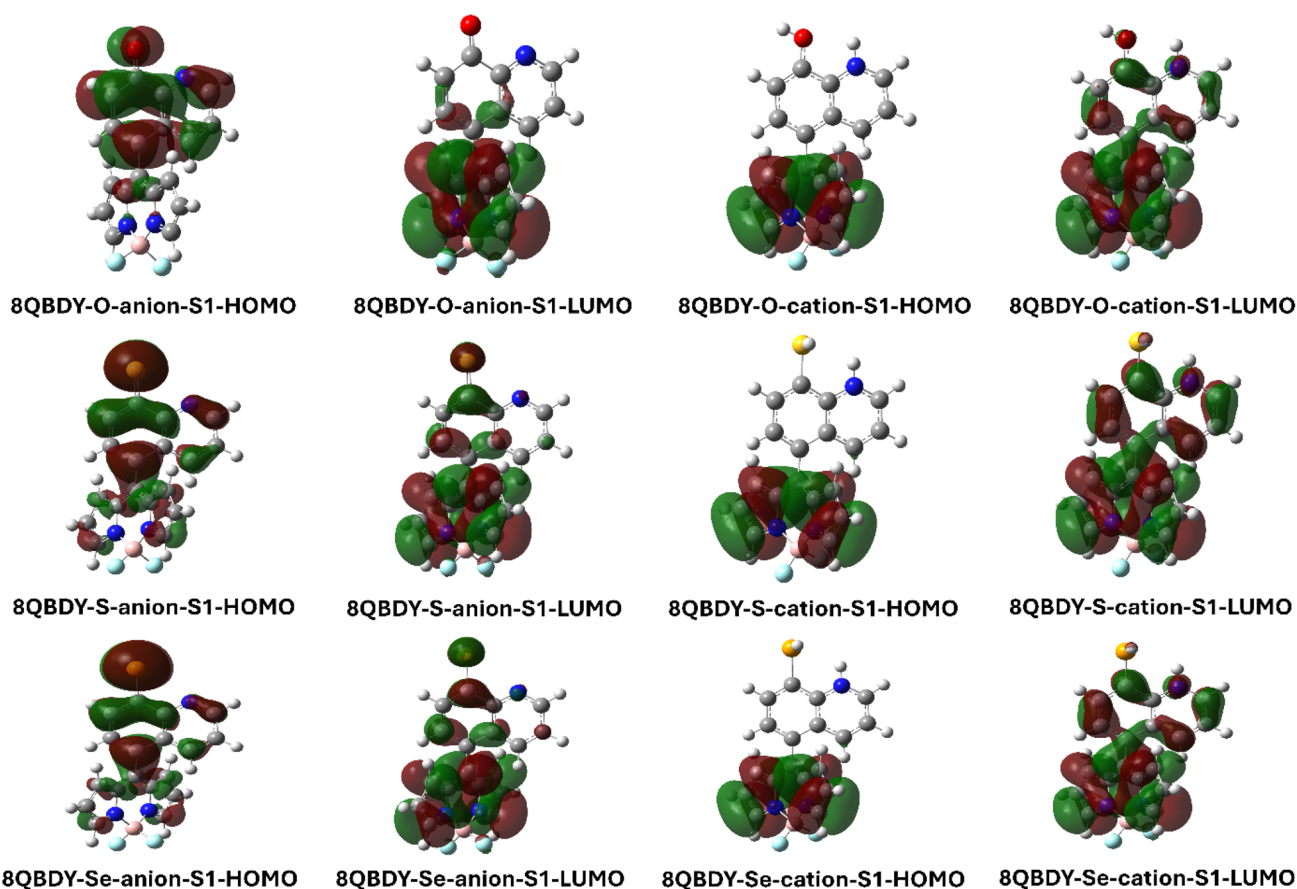 8QBDY-O-anion-S1-HOMO
8QBDY-O-anion-S1-LUMO
8QBDY-O-cation-S1-HOMO
8QBDY-O-cation-S1-LUMO
8QBDY-S-anion-S1-HOMO
8QBDY-S-anion-S1-LUMO
8QBDY-S-cation-S1-HOMO
8QBDY-S-cation-S1-LUMO
8QBDY-Se-anion-S1-HOMO
8QBDY-Se-anion-S1-LUMO
8QBDY-Se-cation-S1-HOMO
8QBDY-Se-cation-S1-LUMO